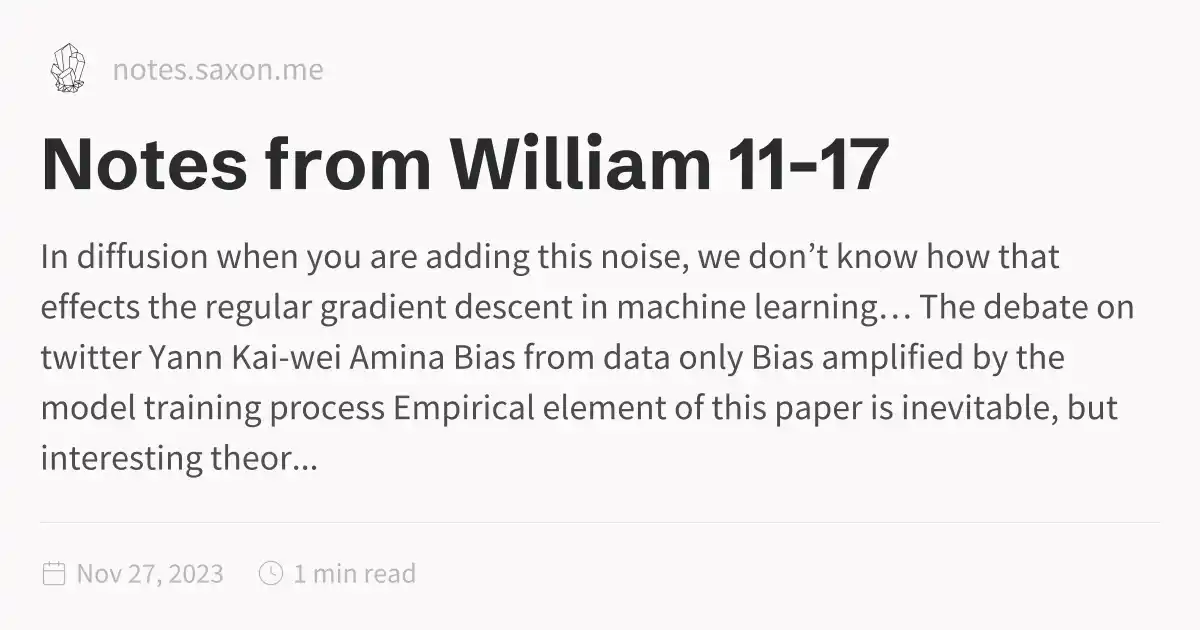 notes.saxon.me
Notes from William 11-17
In diffusion when you are adding this noise, we don’t know how that
effects the regular gradient descent in machine learning… The debate on
twitter Yann Kai-wei Amina Bias from data only Bias amplified by the
model training process Empirical element of this paper is inevitable, but
interesting theor...
Nov 27, 2023 1 min read